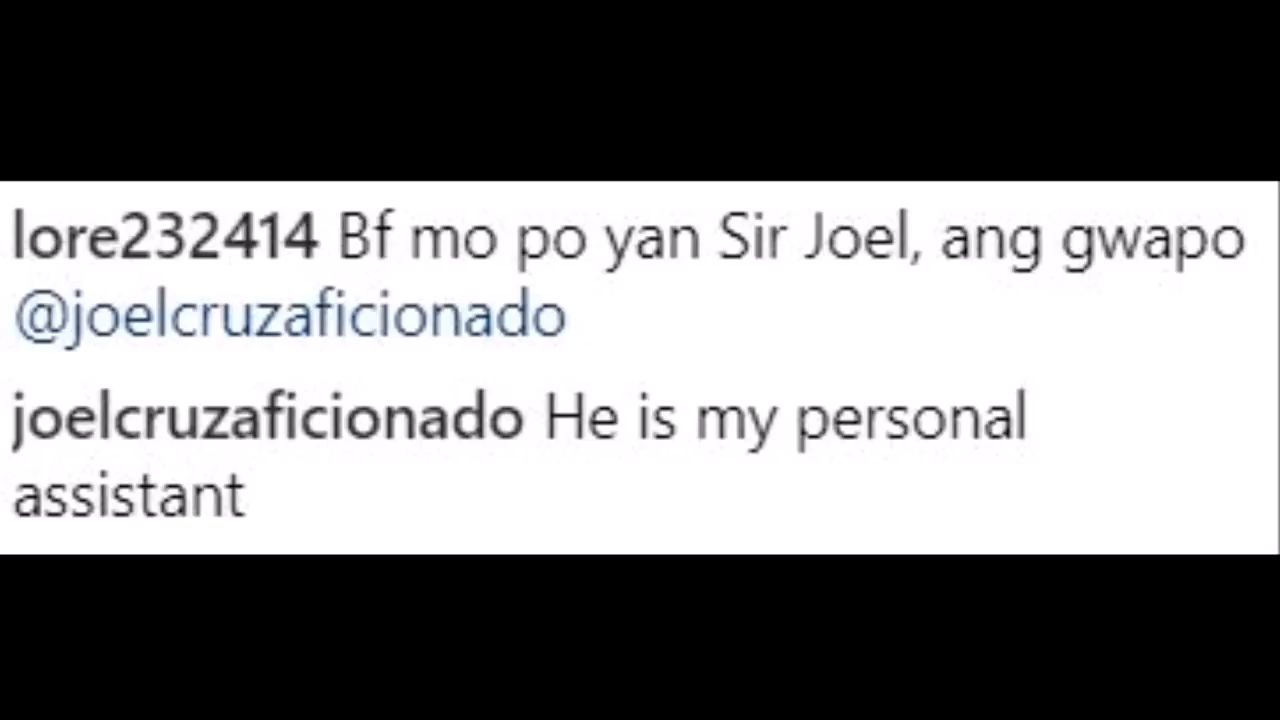 lore232414 Bf mo po yan Sir Joel, ang gwapo
@joelcruzaficionado
joelcruzaficionado He is my personal
assistant